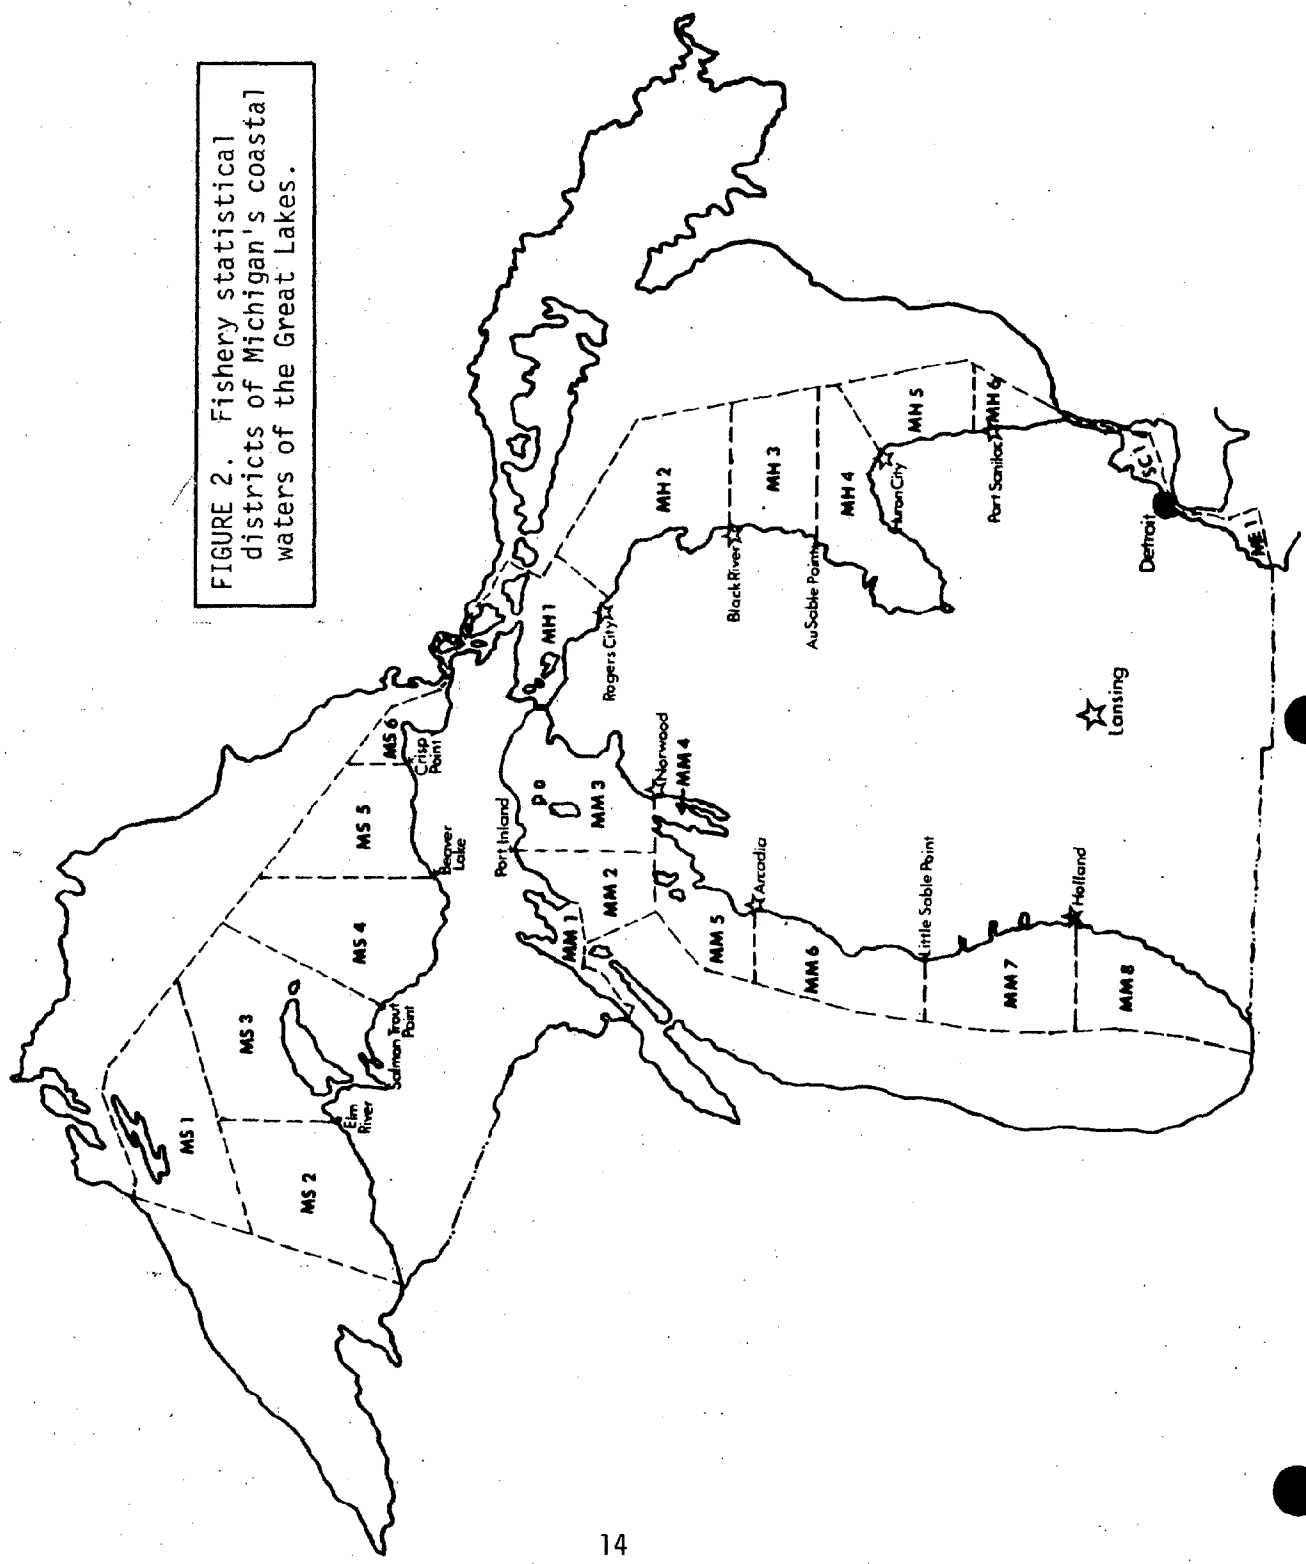 FIGURE 2. Fishery statistical
districts of Michigan's coastal
waters of the Great Lakes.
MS 1
MS 2
MS 3
MS 4
MS 5
MS 6
Elm
River
Salmon Trout
Point
Beaver
Lake
Crisp
Point
Port Inland
MM 1
MM 2
MM 3
MM 4
MM 5
MM 6
MM 7
MM 8
Norwood
Arcadia
Little Sable Point
Holland
MH 1
MH 2
MH 3
MH 4
MH 5
MH 6
Rogers City
Black River
AuSable Point
Huron City
Port Sanilac
SC 1
Detroit
ME 1
Lansing
14